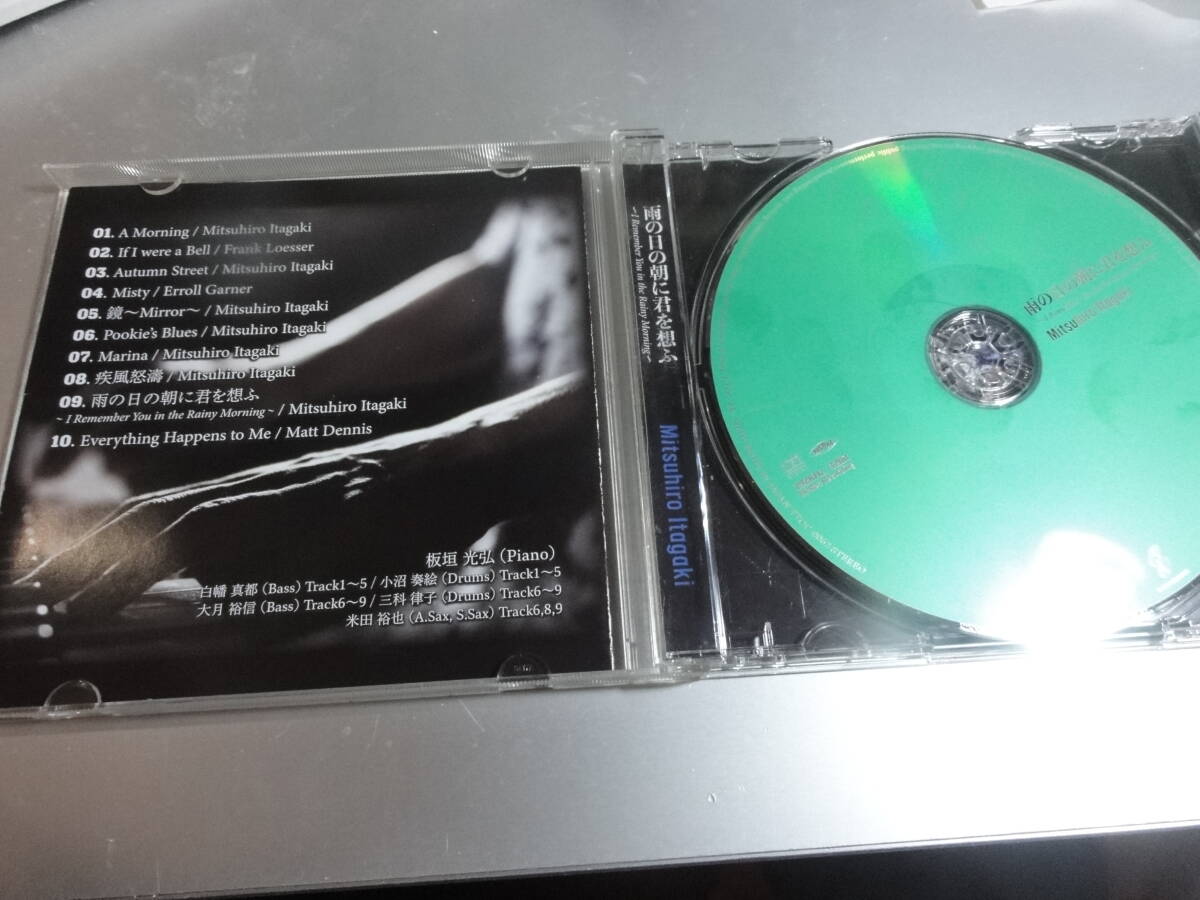 01. A Morning / Mitsuhiro Itagaki
02. If I were a Bell / Frank Loesser
03. Autumn Street / Mitsuhiro Itagaki
04. Misty / Erroll Garner
05. 鏡～Mirror～ / Mitsuhiro Itagaki
06. Pookie's Blues / Mitsuhiro Itagaki
07. Marina / Mitsuhiro Itagaki
08. 疾風怒濤 / Mitsuhiro Itagaki
09. 雨の日の朝に君を想ふ
~ I Remember You in the Rainy Morning ~ / Mitsuhiro Itagaki
10. Everything Happens to Me / Matt Dennis
板垣 光弘 (Piano)
白幡 真都 (Bass) Track1～5 / 小沼 奏絵 (Drums) Track1～5
大月 裕信 (Bass) Track6～9 / 三科 律子 (Drums) Track6～9
米田 裕也 (A.Sax, S.Sax) Track6,8,9
雨の日の朝に君を想ふ
~ I Remember You in the Rainy Morning ~
Mitsuhiro Itagaki
public
雨の